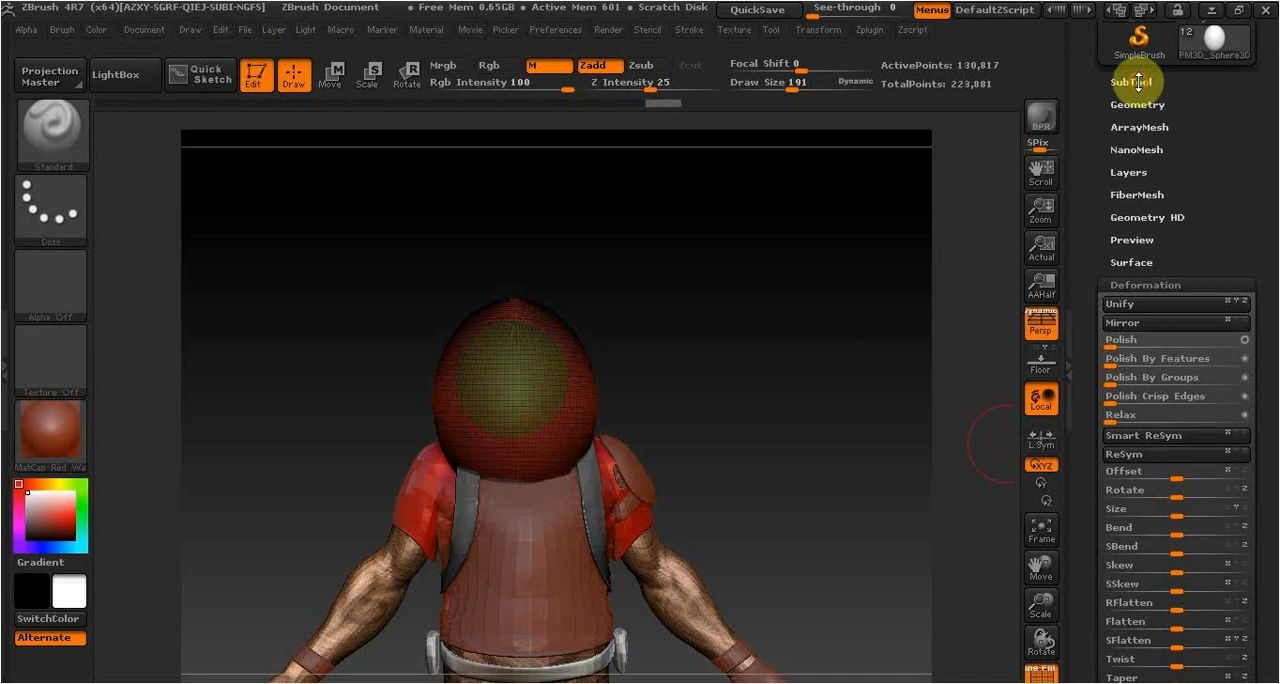 ZBrush 4R7 (x64)[AZXY-SGRF-QIEJ-SUBI-NGFS] ZBrush Document • Free Mem 0.65GB • Active Mem 601 • Scratch Disk QuickSave See-through 0 Menus DefaultZScript
Alpha Brush Color Document Draw Edit File Layer Light Macro Marker Material Movie Picker Preferences Render Stencil Stroke Texture Tool Transform Zplugin Zscript
Projection Master
LightBox
Quick Sketch
Edit
Draw
Move
Scale
Rotate
Mrgb Rgb M Zadd Zsub Zcut
Rgb Intensity 100 Z Intensity 25
Focal Shift 0
Draw Size 191 Dynamic
ActivePoints: 130,817
TotalPoints: 223,881
Standard
Dots
Alpha Off
Texture Off
MatCap Red Wa
Gradient
SwitchColor
Alternate
BPR
SPix
Scroll
Zoom
Actual
AAHalf
Dynamic
Persp
Floor
Local
L.Sym
XYZ
Frame
Move
Scale
Rotate
SimpleBrush
12
PM3D_Sphere3D
SubTool
Geometry
ArrayMesh
NanoMesh
Layers
FiberMesh
Geometry HD
Preview
Surface
Deformation
Unify
Mirror
Polish
Polish By Features
Polish By Groups
Polish Crisp Edges
Relax
Smart ReSym
ReSym
Offset
Rotate
Size
Bend
SBend
Skew
SSkew
RFlatten
Flatten
SFlatten
Twist
Taper